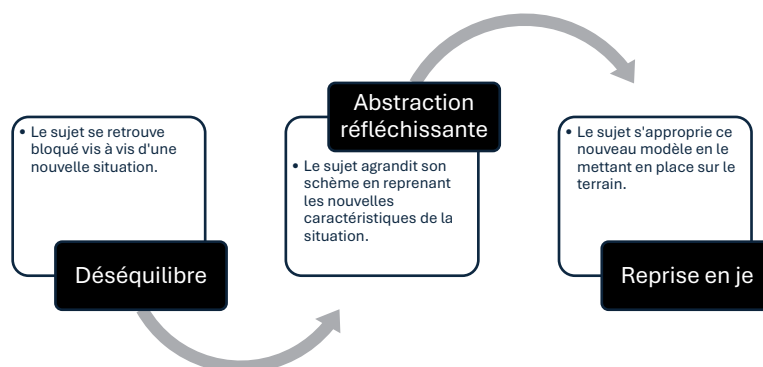 Abstraction
réfléchissante
• Le sujet se retrouve
bloqué vis à vis d'une
nouvelle situation.
Déséquilibre
• Le sujet agrandit son
schème en reprenant
les nouvelles
caractéristiques de la
situation.
• Le sujet s'approprie ce
nouveau modèle en le
mettant en place sur le
terrain.
Reprise en je